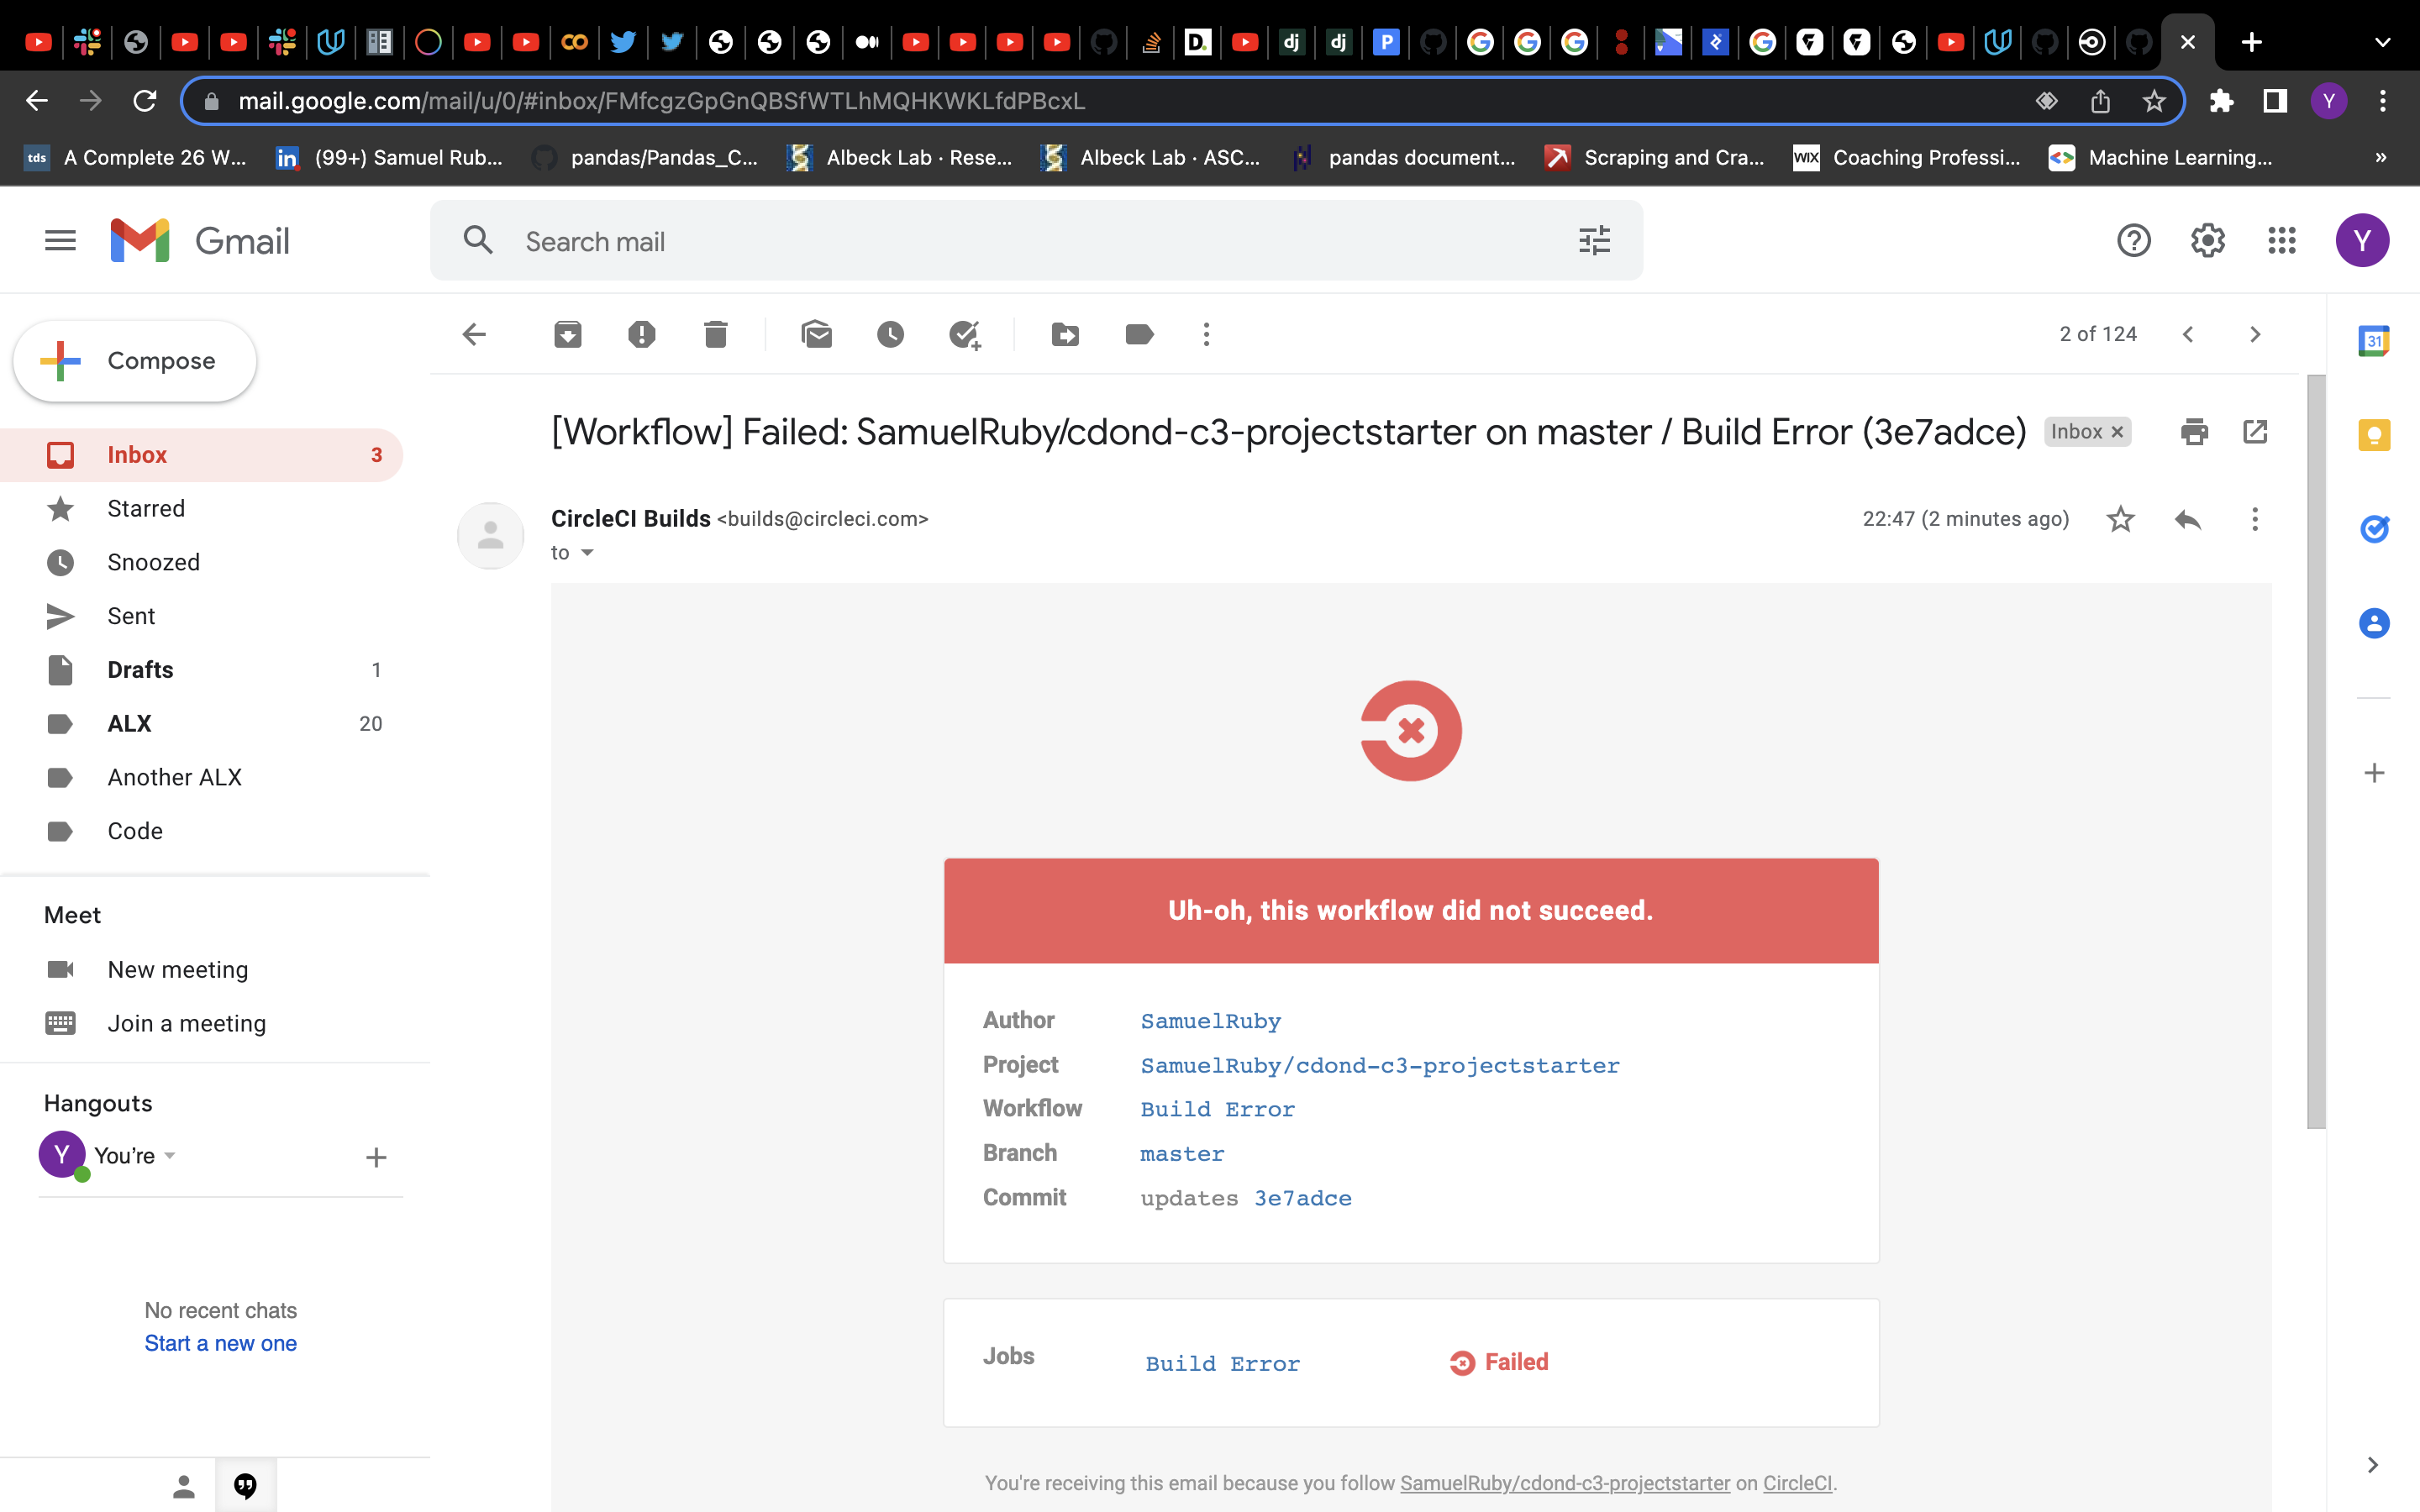 mail.google.com/mail/u/0/#inbox/FMfcgzGpGnQBSfWTLhMQHKWKLfdPBcxL
Y
tds A Complete 26 W...
in (99+) Samuel Rub...
pandas/Pandas_C...
Albeck Lab · Rese...
Albeck Lab · ASC...
pandas document...
Scraping and Cra...
WIX Coaching Professi...
Machine Learning...
»
Gmail
Search mail
Y
Compose
2 of 124
31
Inbox 3
Starred
Snoozed
Sent
Drafts 1
ALX 20
Another ALX
Code
Meet
New meeting
Join a meeting
Hangouts
Y You're
No recent chats
Start a new one
[Workflow] Failed: SamuelRuby/cdond-c3-projectstarter on master / Build Error (3e7adce) Inbox ×
CircleCI Builds <builds@circleci.com>
22:47 (2 minutes ago)
to
Uh-oh, this workflow did not succeed.
Author SamuelRuby
Project SamuelRuby/cdond-c3-projectstarter
Workflow Build Error
Branch master
Commit updates 3e7adce
Jobs Build Error Failed
You're receiving this email because you follow SamuelRuby/cdond-c3-projectstarter on CircleCI.